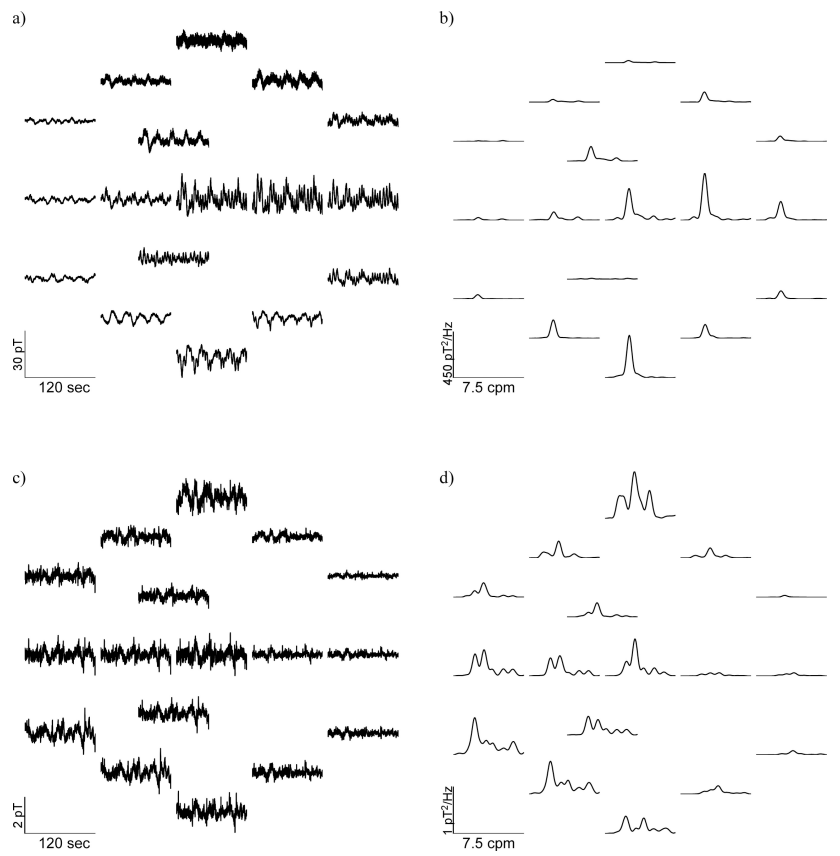 a)
b)
30 pT
120 sec
450 pT²/Hz
7.5 cpm
c)
d)
2 pT
120 sec
1 pT²/Hz
7.5 cpm